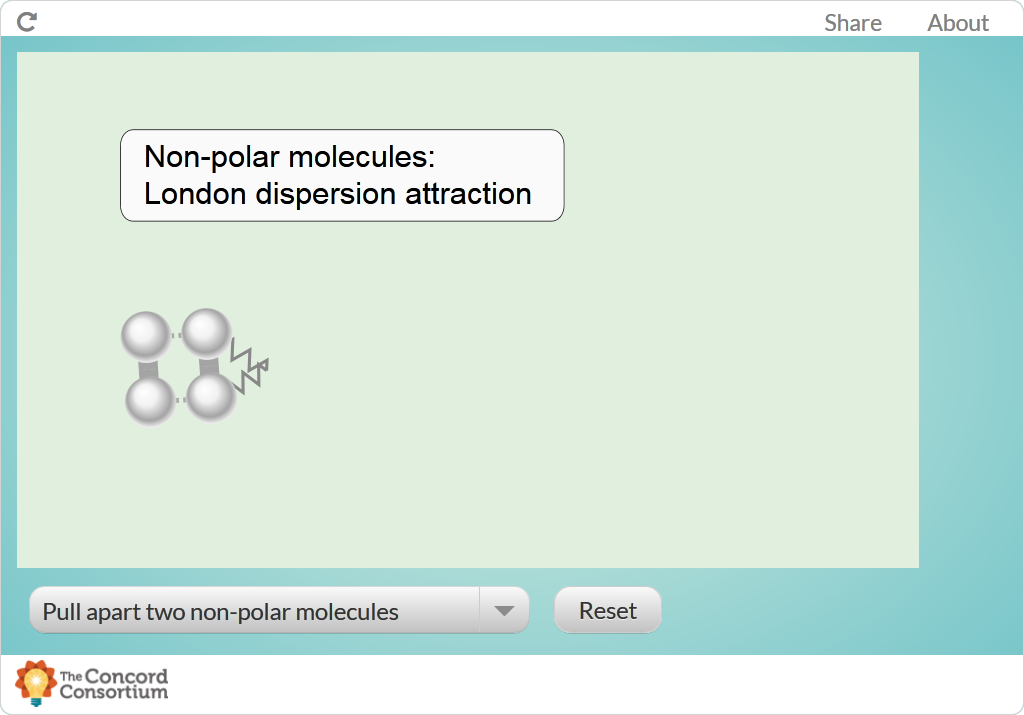 Share About
Non-polar molecules:
London dispersion attraction
Pull apart two non-polar molecules
Reset
The Concord
Consortium